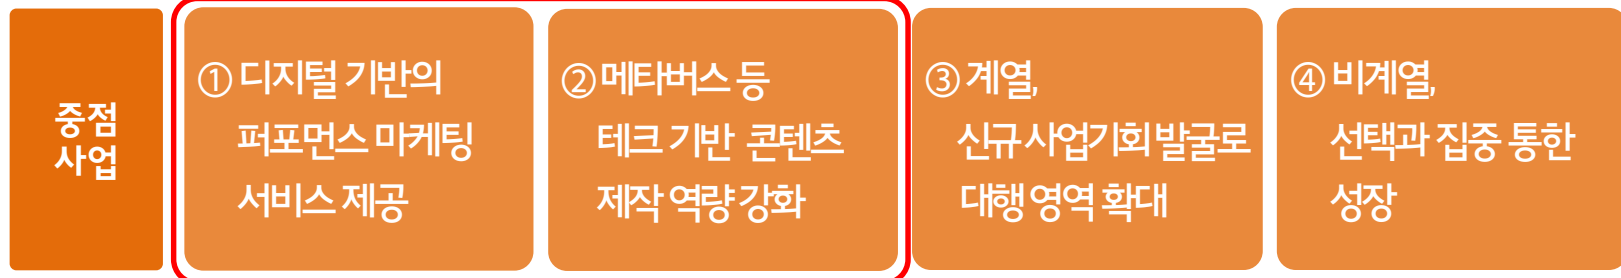 중점
사업
① 디지털 기반의
퍼포먼스 마케팅
서비스 제공
② 메타버스 등
테크 기반 콘텐츠
제작 역량 강화
③ 계열,
신규 사업기회 발굴로
대행 영역 확대
④ 비계열,
선택과 집중 통한
성장